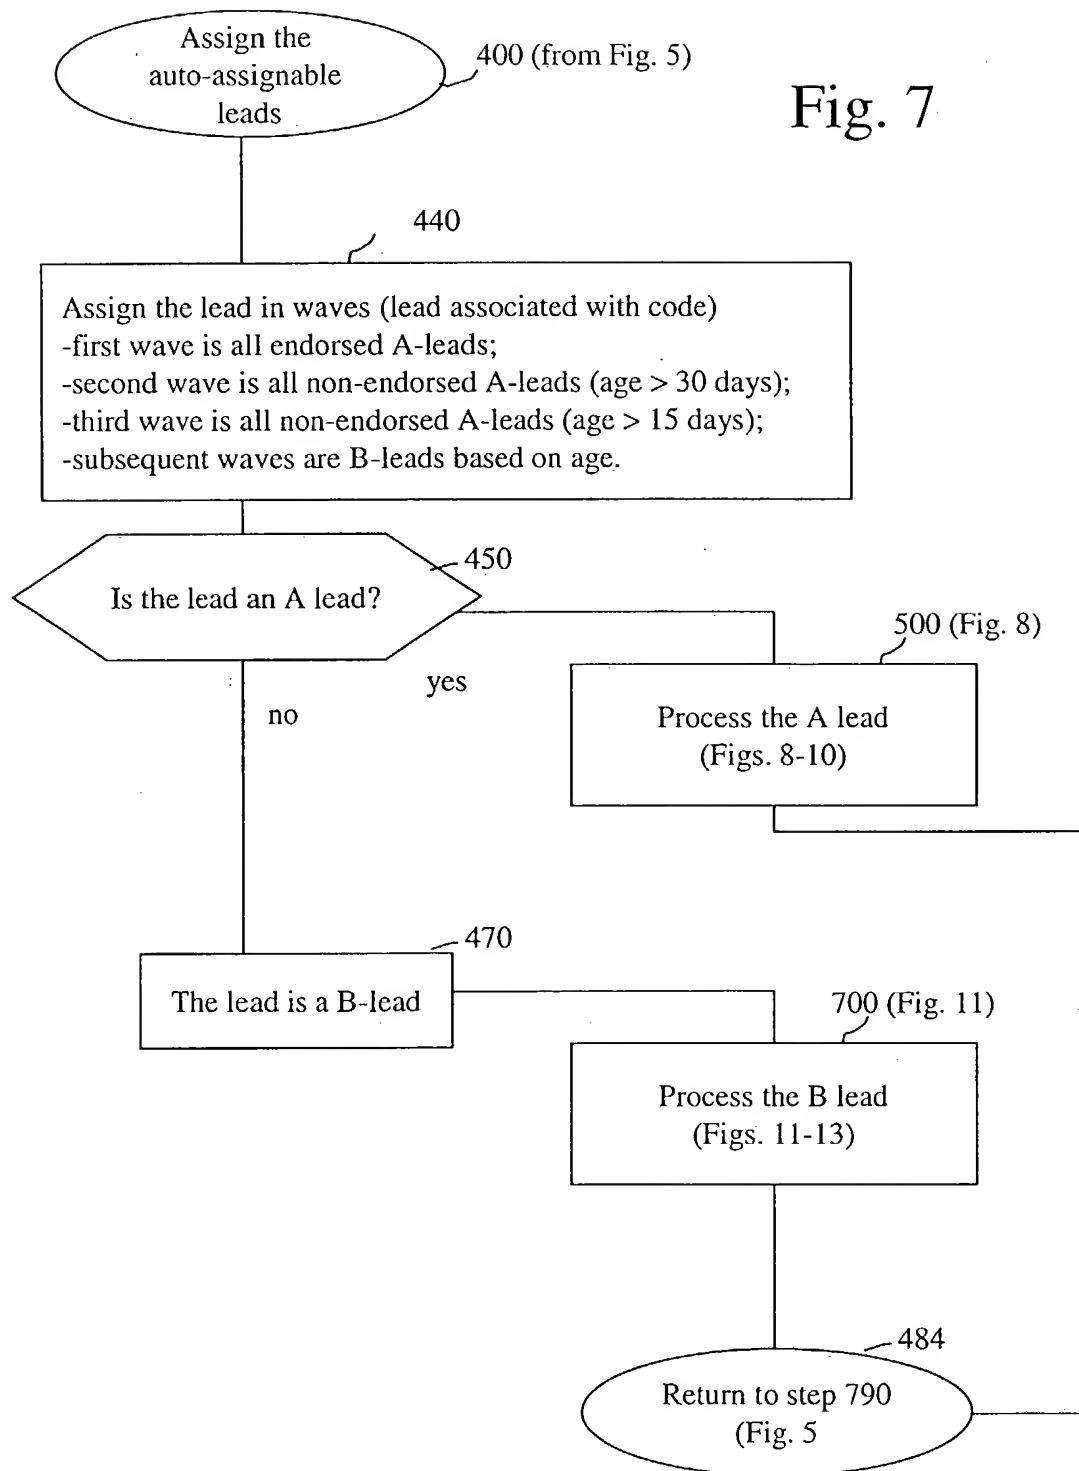 Assign the
auto-assignable
leads
400 (from Fig. 5)
Fig. 7
440
Assign the lead in waves (lead associated with code)
-first wave is all endorsed A-leads;
-second wave is all non-endorsed A-leads (age > 30 days);
-third wave is all non-endorsed A-leads (age > 15 days);
-subsequent waves are B-leads based on age.
450
Is the lead an A lead?
500 (Fig. 8)
yes
no
Process the A lead
(Figs. 8-10)
470
The lead is a B-lead
700 (Fig. 11)
Process the B lead
(Figs. 11-13)
484
Return to step 790
(Fig. 5